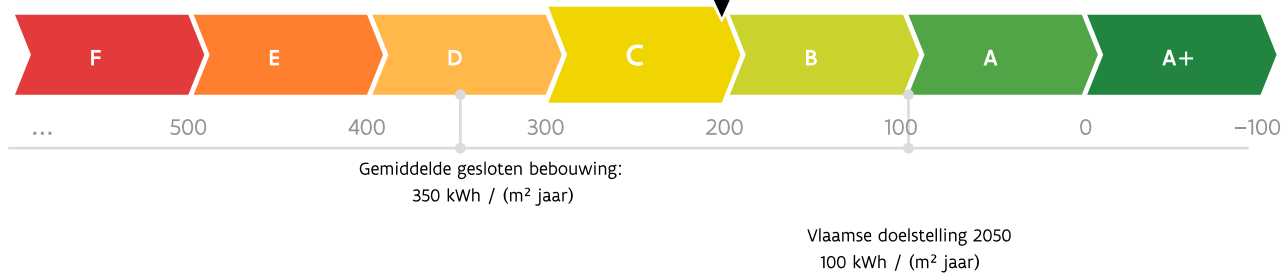 F E D C B A A+
... 500 400 300 200 100 0 −100
Gemiddelde gesloten bebouwing:
350 kWh / (m² jaar)
Vlaamse doelstelling 2050
100 kWh / (m² jaar)